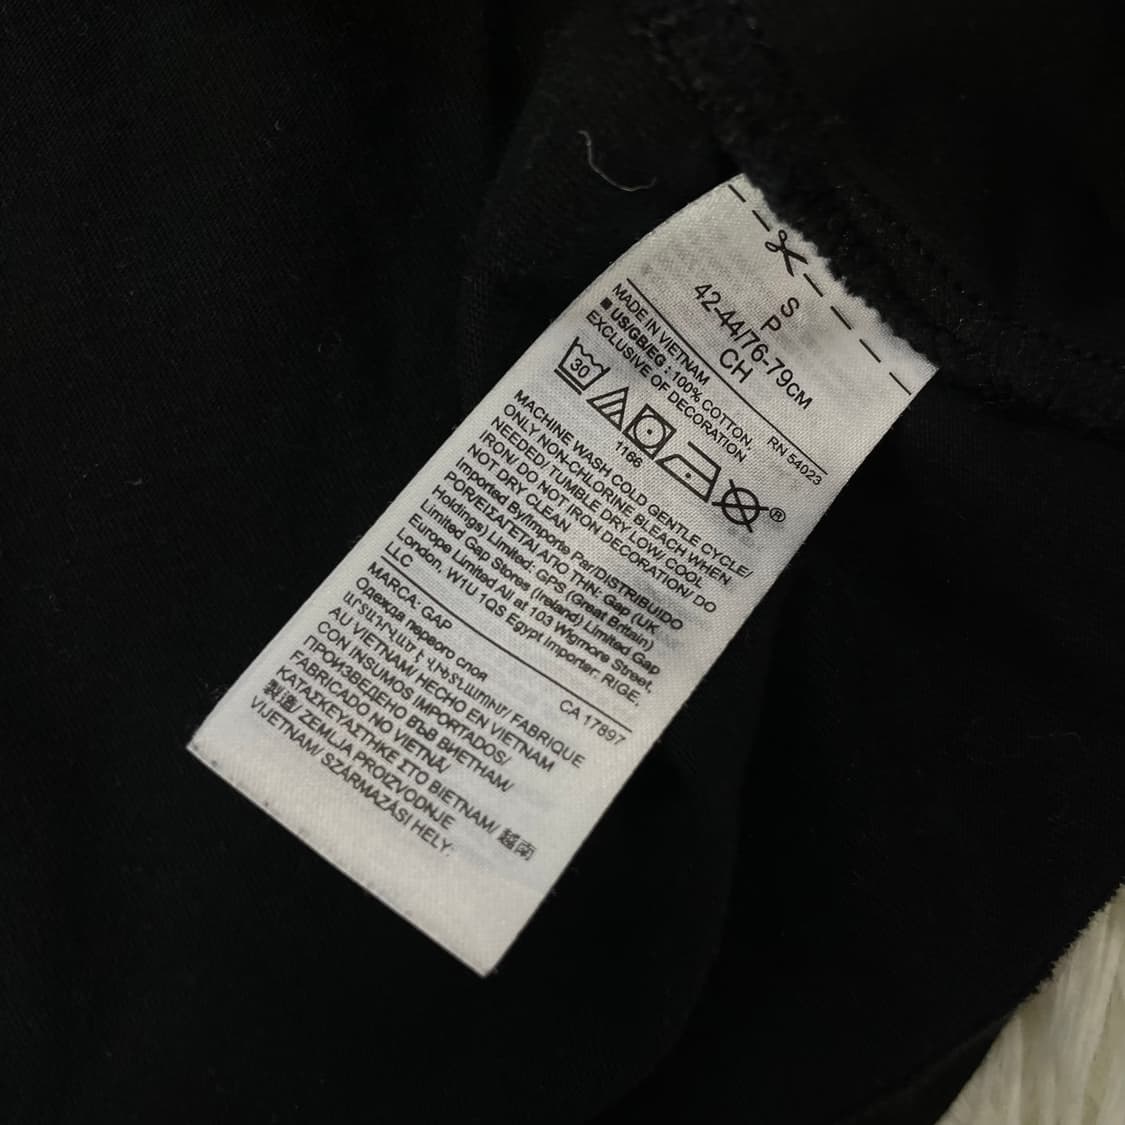 S
P
42-44/76-79CM
CH
MADE IN VIETNAM RN 54023
■ US/GB/EG : 100% COTTON,
EXCLUSIVE OF DECORATION
30
®
1166
MACHINE WASH COLD GENTLE CYCLE/
ONLY NON-CHLORINE BLEACH WHEN
NEEDED/ TUMBLE DRY LOW/ COOL
IRON/ DO NOT IRON DECORATION/ DO
NOT DRY CLEAN
Imported By/Importe Par/DISTRIBUIDO
POR/ΕΙΣΑΓΕΤΑΙ ΑΠΟ ΤΗΝ: Gap (UK
Holdings) Limited: GPS (Great Britain)
Limited Gap Stores (Ireland) Limited Gap
Europe Limited All at 103 Wigmore Street,
London, W1U 1QS Egypt Importer: RIGE,
LLC
MARCA: GAP CA 17897
Одежда первого слоя
ԱՐՏԱԴՐՎԱԾ Է ՎԻԵՏՆԱՄՈՒՄ/ FABRIQUE
AU VIETNAM/ HECHO EN VIETNAM
CON INSUMOS IMPORTADOS/
ПРОИЗВЕДЕНО ВЪВ ВИЕТНАМ/
FABRICADO NO VIETNÃ/
ΚΑΤΑΣΚΕΥΑΣΤΗΚΕ ΣΤΟ ΒΙΕΤΝΑΜ/ 越南
製造/ ZEMLJA PROIZVODNJE
VIJETNAM/ SZÁRMAZÁSI HELY: